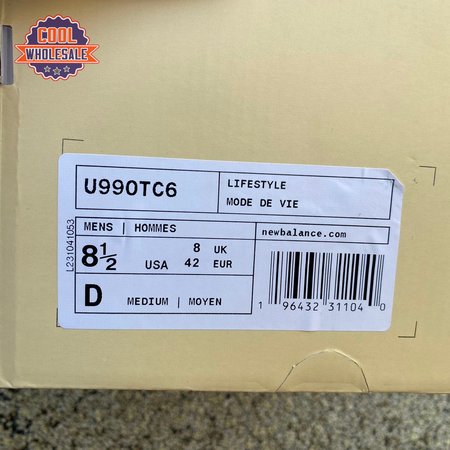 COOL
WHOLESALE
U990TC6
LIFESTYLE
MODE DE VIE
MENS | HOMMES
8½ USA
8 UK
42 EUR
D MEDIUM | MOYEN
newbalance.com
1 96432 31104 0
L231041053